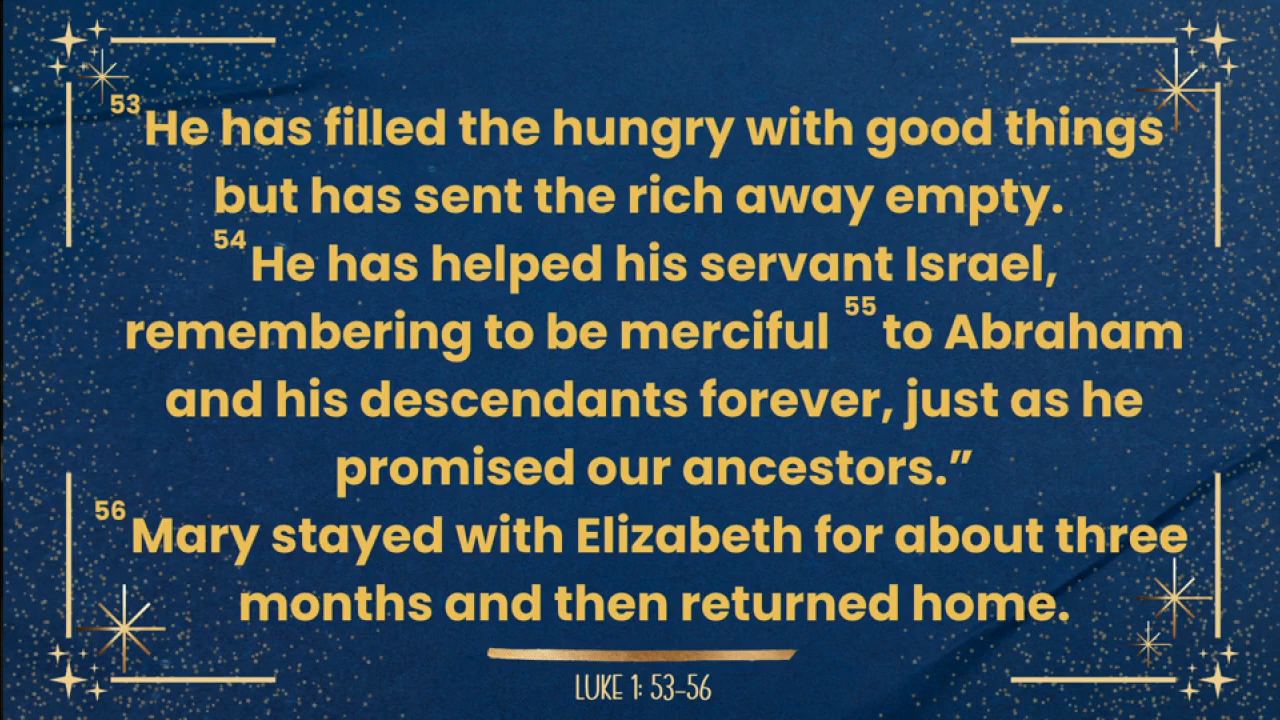 53 He has filled the hungry with good things
but has sent the rich away empty.
54 He has helped his servant Israel,
remembering to be merciful 55 to Abraham
and his descendants forever, just as he
promised our ancestors.”
56 Mary stayed with Elizabeth for about three
months and then returned home.
LUKE 1: 53-56